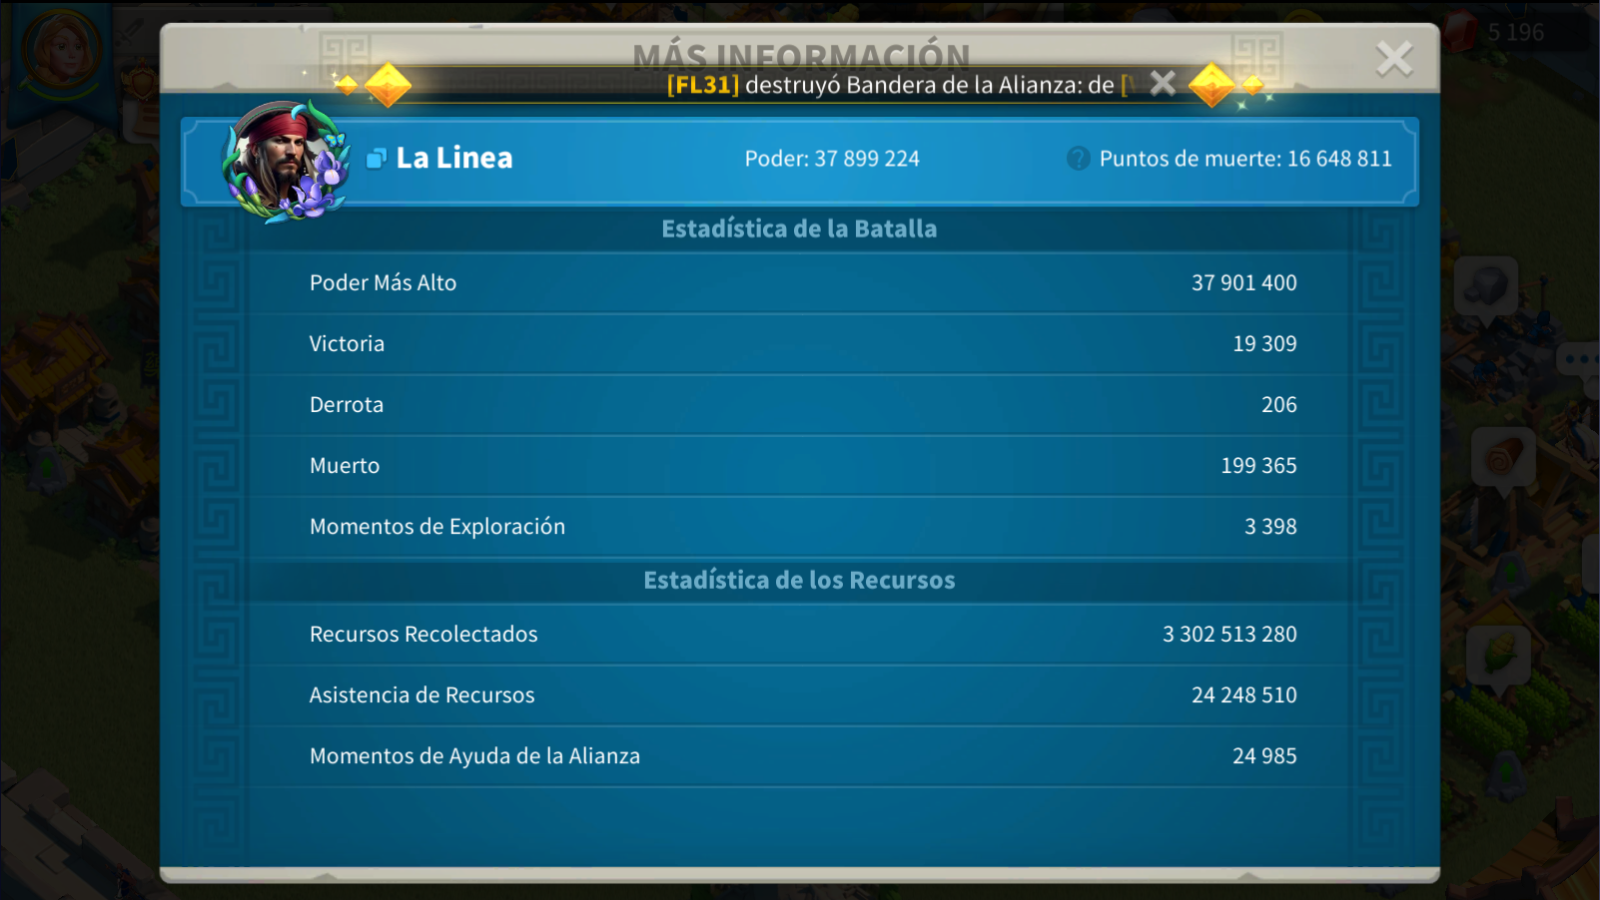 5 196
MÁS INFORMACIÓN
[FL31] destruyó Bandera de la Alianza: de [
La Linea
Poder: 37 899 224
? Puntos de muerte: 16 648 811
Estadística de la Batalla
Poder Más Alto 37 901 400
Victoria 19 309
Derrota 206
Muerto 199 365
Momentos de Exploración 3 398
Estadística de los Recursos
Recursos Recolectados 3 302 513 280
Asistencia de Recursos 24 248 510
Momentos de Ayuda de la Alianza 24 985